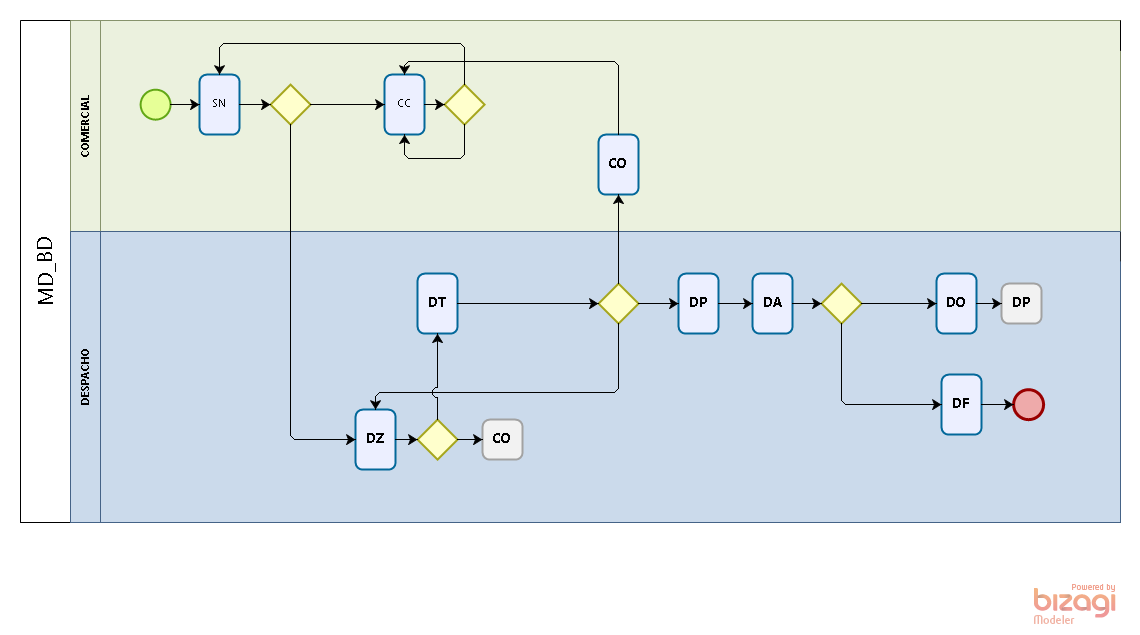 MD_BD
COMERCIAL
SN
CC
CO
DESPACHO
DT
DP
DA
DO
DP
DF
DZ
CO
Powered by
bizagi
Modeler